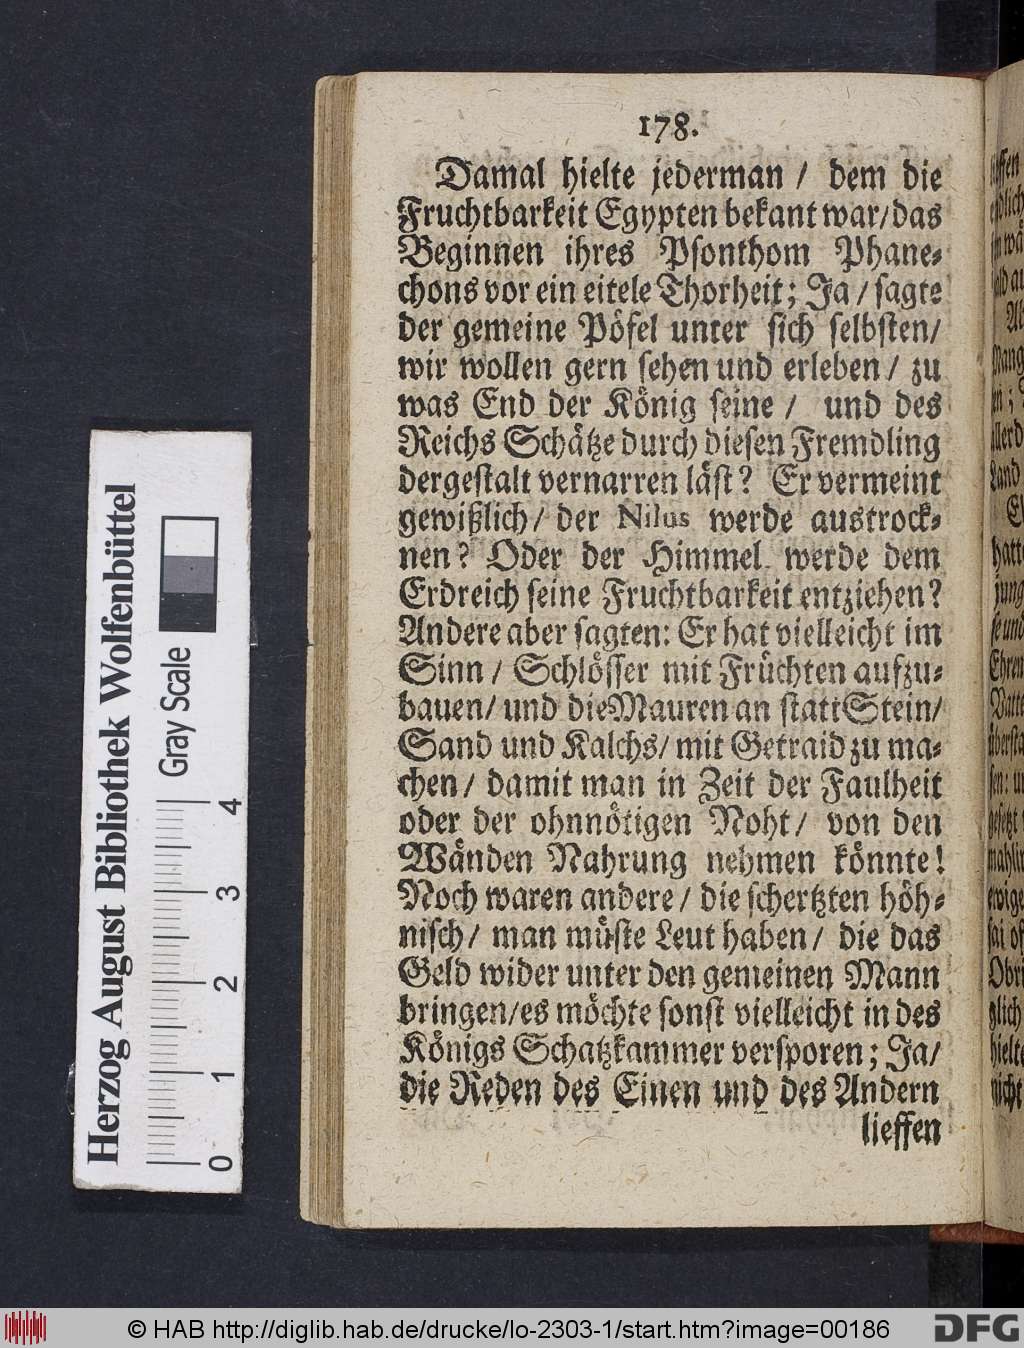 178.
Damal hielte jederman / dem die
Fruchtbarkeit Egypten bekant war/das
Beginnen ihres Psonthom Phane⸗
chons vor ein eitele Thorheit; Ja / sagte
der gemeine Pöfel unter sich selbsten/
wir wollen gern sehen und erleben / zu
was End der König seine / und des
Reichs Schätze durch diesen Fremdling
dergestalt vernarren läst? Er vermeint
gewißlich/ der Nilus werde austrock⸗
nen? Oder der Himmel werde dem
Erdreich seine Fruchtbarkeit entziehen?
Andere aber sagten: Er hat vielleicht im
Sinn / Schlösser mit Früchten aufzu⸗
bauen/ und die Mauren an statt Stein/
Sand und Kalchs/ mit Getraid zu ma⸗
chen / damit man in Zeit der Faulheit
oder der ohnnötigen Noht/ von den
Wänden Nahrung nehmen könnte!
Noch waren andere / die schertzten höh⸗
nisch/ man müste Leut haben/ die das
Geld wider unter den gemeinen Mann
bringen/es möchte sonst vielleicht in des
Königs Schatzkammer versporen; Ja/
die Reden des Einen und des Andern
lieffen
Herzog August Bibliothek Wolfenbüttel
Gray Scale
0 1 2 3 4
© HAB http://diglib.hab.de/drucke/lo-2303-1/start.htm?image=00186
DFG